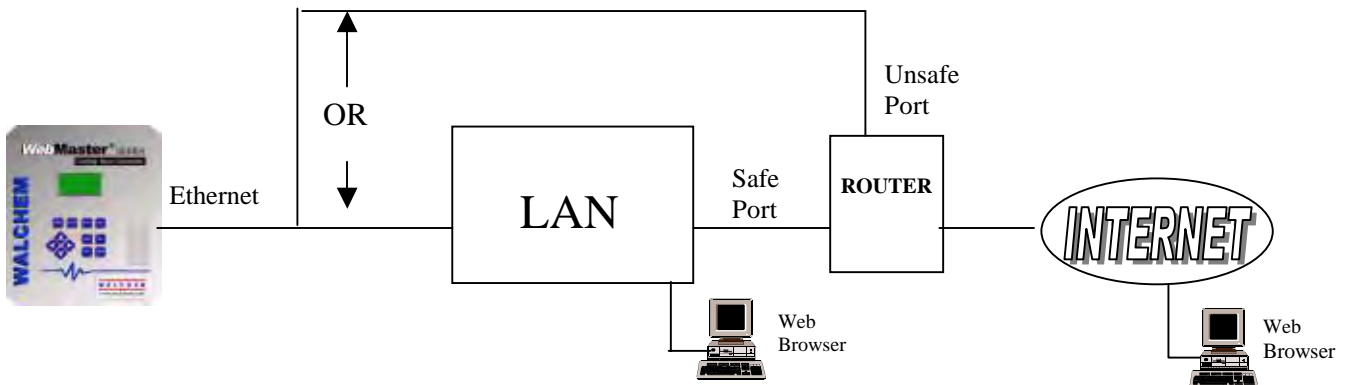 Unsafe
Port
OR
WebMaster®
WALCHEM
Ethernet
LAN
Safe
Port
ROUTER
INTERNET
Web
Browser
Web
Browser